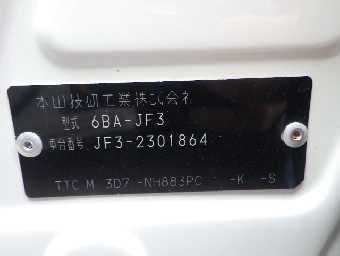 本田技研工業株式会社
型式 6BA-JF3
車台番号 JF3-2301864
TTC M 3D7 -NH883PC -K -S